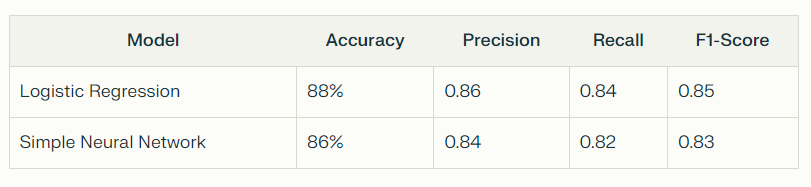 Model Accuracy Precision Recall F1-Score
Logistic Regression 88% 0.86 0.84 0.85
Simple Neural Network 86% 0.84 0.82 0.83